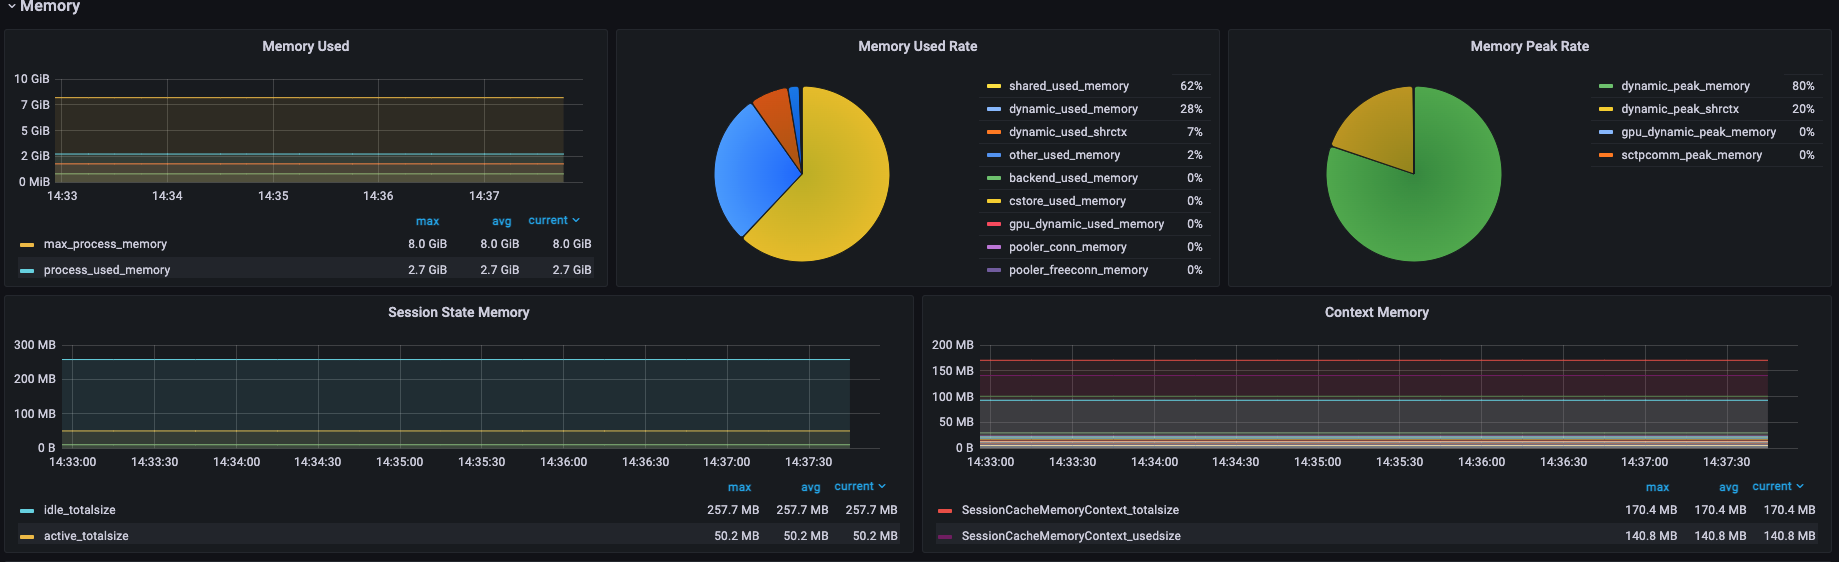 Memory
Memory Used
10 GiB
7 GiB
5 GiB
2 GiB
0 MiB
14:33 14:34 14:35 14:36 14:37
max avg current
max_process_memory 8.0 GiB 8.0 GiB 8.0 GiB
process_used_memory 2.7 GiB 2.7 GiB 2.7 GiB
Memory Used Rate
shared_used_memory 62%
dynamic_used_memory 28%
dynamic_used_shrctx 7%
other_used_memory 2%
backend_used_memory 0%
cstore_used_memory 0%
gpu_dynamic_used_memory 0%
pooler_conn_memory 0%
pooler_freeconn_memory 0%
Memory Peak Rate
dynamic_peak_memory 80%
dynamic_peak_shrctx 20%
gpu_dynamic_peak_memory 0%
sctpcomm_peak_memory 0%
Session State Memory
300 MB
200 MB
100 MB
0 B
14:33:00 14:33:30 14:34:00 14:34:30 14:35:00 14:35:30 14:36:00 14:36:30 14:37:00 14:37:30
max avg current
idle_totalsize 257.7 MB 257.7 MB 257.7 MB
active_totalsize 50.2 MB 50.2 MB 50.2 MB
Context Memory
200 MB
150 MB
100 MB
50 MB
0 B
14:33:00 14:33:30 14:34:00 14:34:30 14:35:00 14:35:30 14:36:00 14:36:30 14:37:00 14:37:30
max avg current
SessionCacheMemoryContext_totalsize 170.4 MB 170.4 MB 170.4 MB
SessionCacheMemoryContext_usedsize 140.8 MB 140.8 MB 140.8 MB